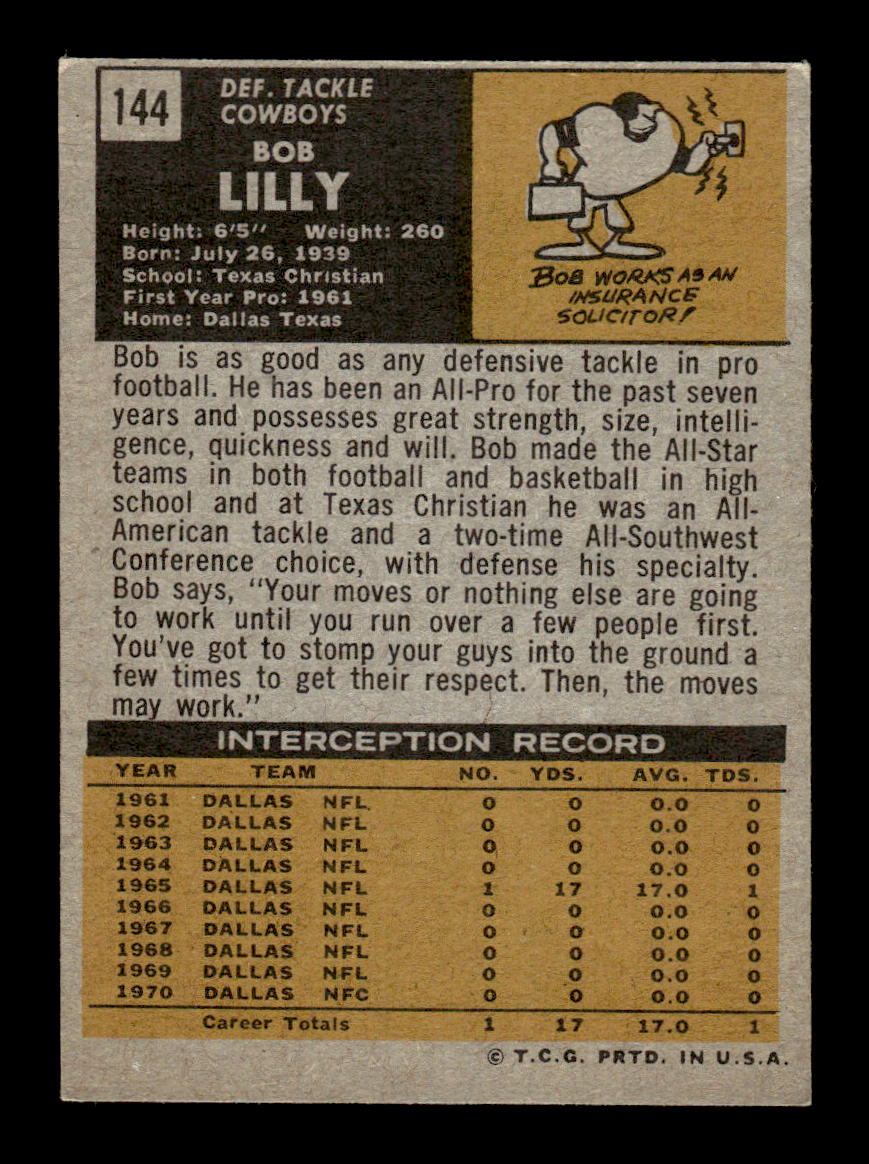 144
DEF. TACKLE
COWBOYS
BOB
LILLY
Height: 6'5'' Weight: 260
Born: July 26, 1939
School: Texas Christian
First Year Pro: 1961
Home: Dallas Texas
BOB WORKS AS AN
INSURANCE
SOLICITOR!
Bob is as good as any defensive tackle in pro
football. He has been an All-Pro for the past seven
years and possesses great strength, size, intelli-
gence, quickness and will. Bob made the All-Star
teams in both football and basketball in high
school and at Texas Christian he was an All-
American tackle and a two-time All-Southwest
Conference choice, with defense his specialty.
Bob says, "Your moves or nothing else are going
to work until you run over a few people first.
You've got to stomp your guys into the ground a
few times to get their respect. Then, the moves
may work."
INTERCEPTION RECORD
YEAR TEAM NO. YDS. AVG. TDS.
1961 DALLAS NFL 0 0 0.0 0
1962 DALLAS NFL 0 0 0.0 0
1963 DALLAS NFL 0 0 0.0 0
1964 DALLAS NFL 0 0 0.0 0
1965 DALLAS NFL 1 17 17.0 1
1966 DALLAS NFL 0 0 0.0 0
1967 DALLAS NFL 0 0 0.0 0
1968 DALLAS NFL 0 0 0.0 0
1969 DALLAS NFL 0 0 0.0 0
1970 DALLAS NFC 0 0 0.0 0
Career Totals 1 17 17.0 1
© T.C.G. PRTD. IN U.S.A.